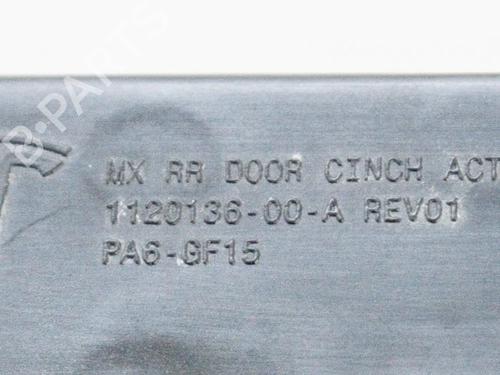 B-PARTS
MX RR DOOR CINCH ACT
1120136-00-A REV01
PA6-GF15